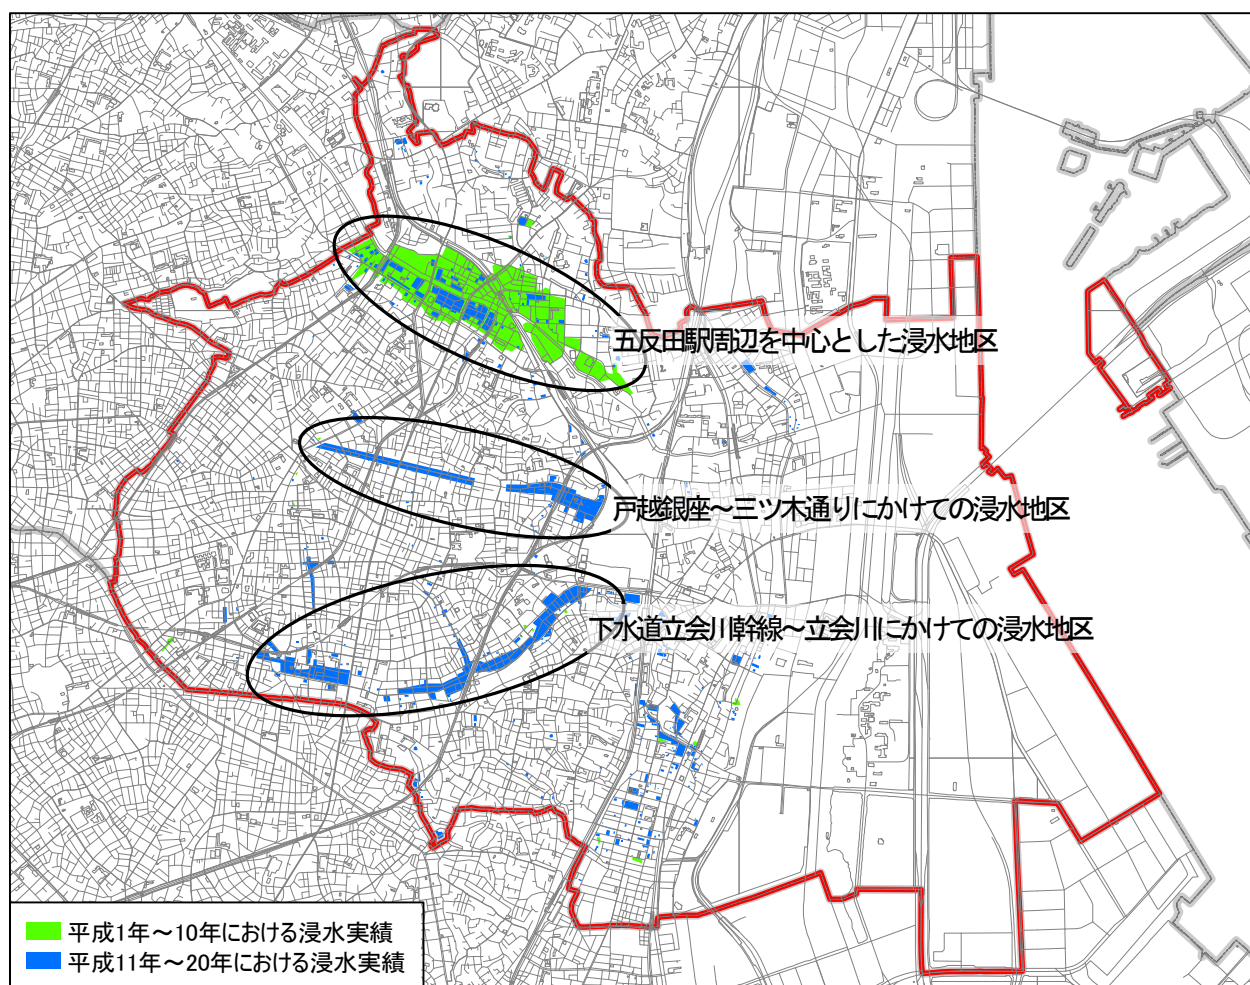 五反田駅周辺を中心とした浸水地区
戸越銀座～三ツ木通りにかけての浸水地区
下水道立会川幹線～立会川にかけての浸水地区
平成1年～10年における浸水実績
平成11年～20年における浸水実績